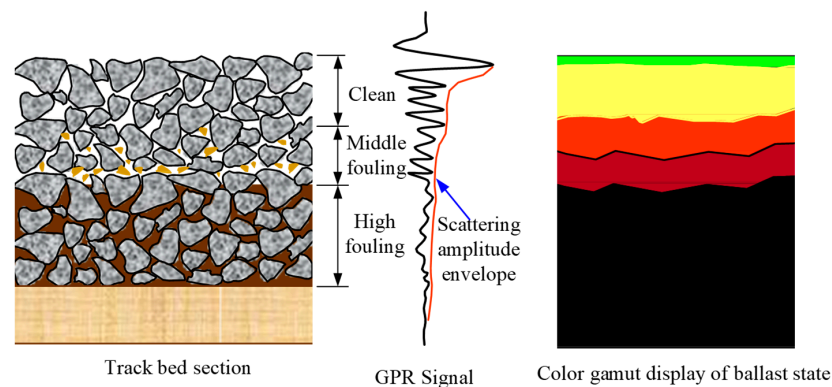 Clean
Middle
fouling
High
fouling
Scattering
amplitude
envelope
Track bed section
GPR Signal
Color gamut display of ballast state